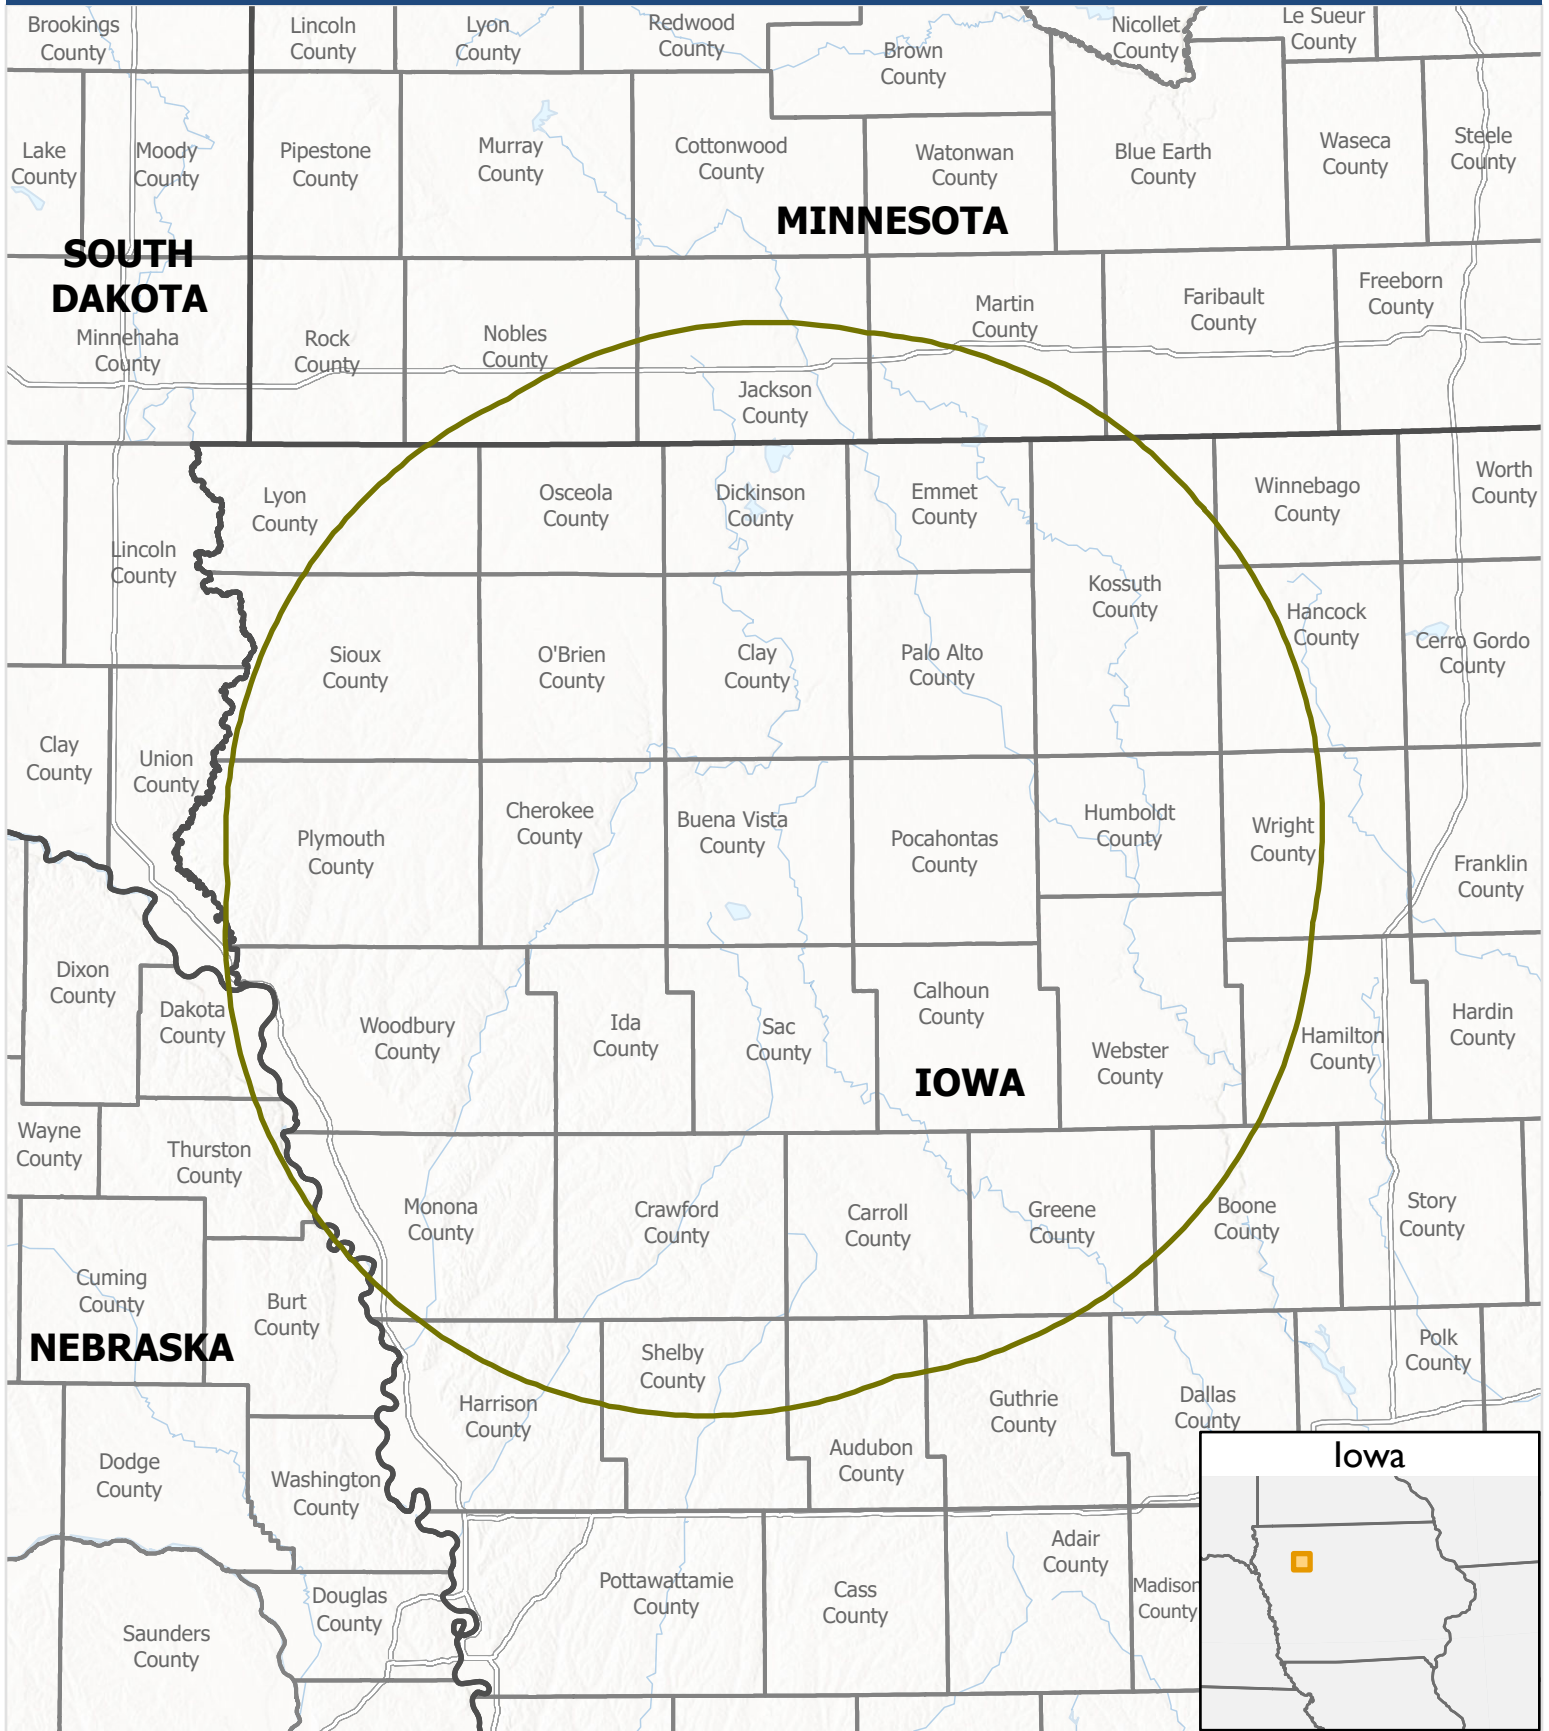 Brookings
County
Lincoln
County
Lyon
County
Redwood
County
Brown
County
Nicollet
County
Le Sueur
County
Lake
County
Moody
County
Pipestone
County
Murray
County
Cottonwood
County
Watonwan
County
Blue Earth
County
Waseca
County
Steele
County
MINNESOTA
SOUTH
DAKOTA
Minnehaha
County
Rock
County
Nobles
County
Jackson
County
Martin
County
Faribault
County
Freeborn
County
Lincoln
County
Lyon
County
Osceola
County
Dickinson
County
Emmet
County
Kossuth
County
Winnebago
County
Worth
County
Sioux
County
O'Brien
County
Clay
County
Palo Alto
County
Hancock
County
Cerro Gordo
County
Clay
County
Union
County
Plymouth
County
Cherokee
County
Buena Vista
County
Pocahontas
County
Humboldt
County
Wright
County
Franklin
County
Dixon
County
Dakota
County
Woodbury
County
Ida
County
Sac
County
Calhoun
County
IOWA
Webster
County
Hamilton
County
Hardin
County
Wayne
County
Thurston
County
Monona
County
Crawford
County
Carroll
County
Greene
County
Boone
County
Story
County
Cuming
County
Burt
County
NEBRASKA
Shelby
County
Harrison
County
Guthrie
County
Dallas
County
Polk
County
Audubon
County
Dodge
County
Washington
County
Douglas
County
Saunders
County
Pottawattamie
County
Cass
County
Adair
County
Madison
County
Iowa